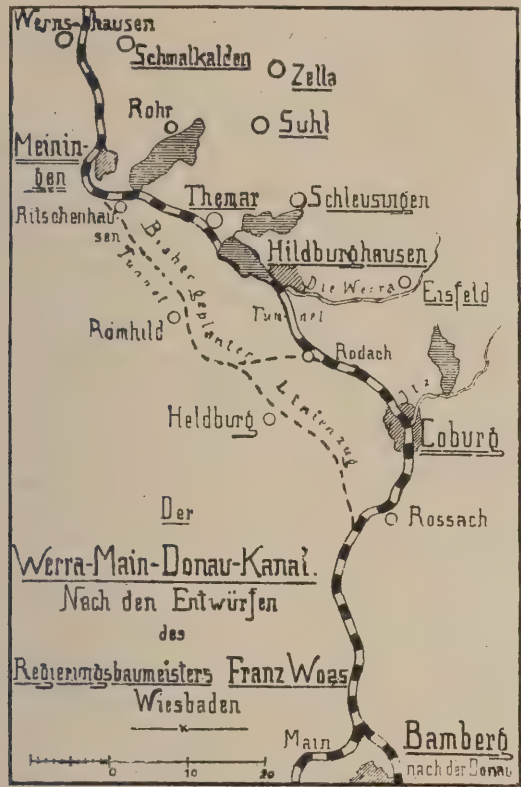 Werns-hausen
Schmalkalden
Zella
Rohr
Suhl
Meinin-
gen
Themar
Schleusingen
Ritschenhau
sen
Hildburghausen
Die Werra
Eisfeld
Bisher geplanter Linienzug
Tunnel
Tunnel
Römhild
Rodach
Heldburg
Itz
Coburg
Rossach
Der
Werra-Main-Donau-Kanal.
Nach den Entwürfen
des
Regierungsbaumeisters Franz Woas
Wiesbaden
Main
Bamberg
nach der Donau
0 10 20